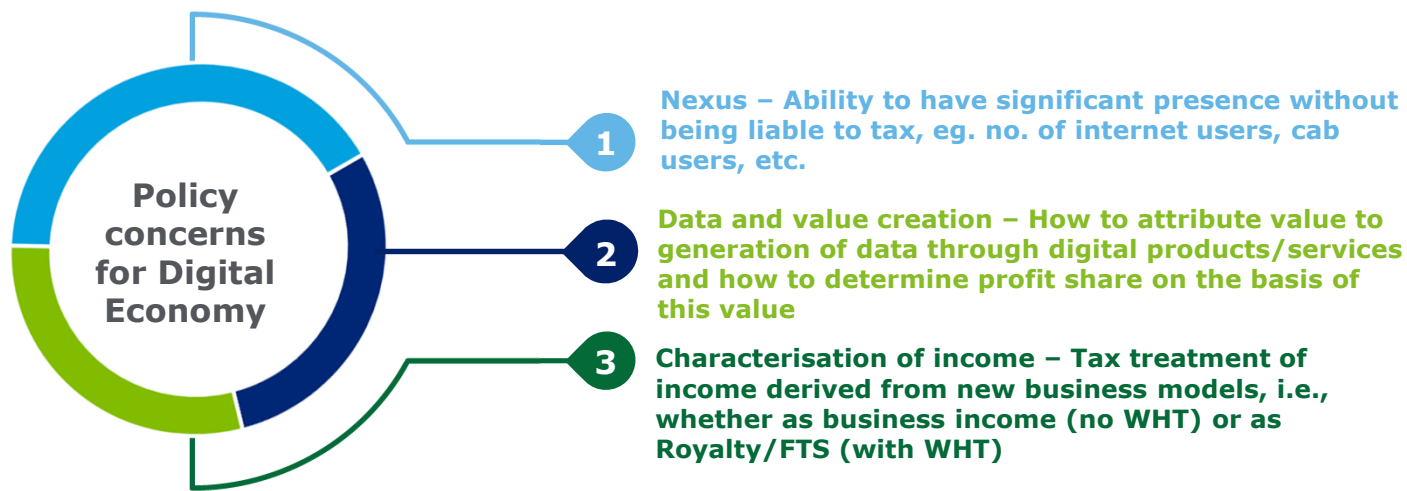 Policy
concerns
for Digital
Economy
1
Nexus – Ability to have significant presence without
being liable to tax, eg. no. of internet users, cab
users, etc.
2
Data and value creation – How to attribute value to
generation of data through digital products/services
and how to determine profit share on the basis of
this value
3
Characterisation of income – Tax treatment of
income derived from new business models, i.e.,
whether as business income (no WHT) or as
Royalty/FTS (with WHT)